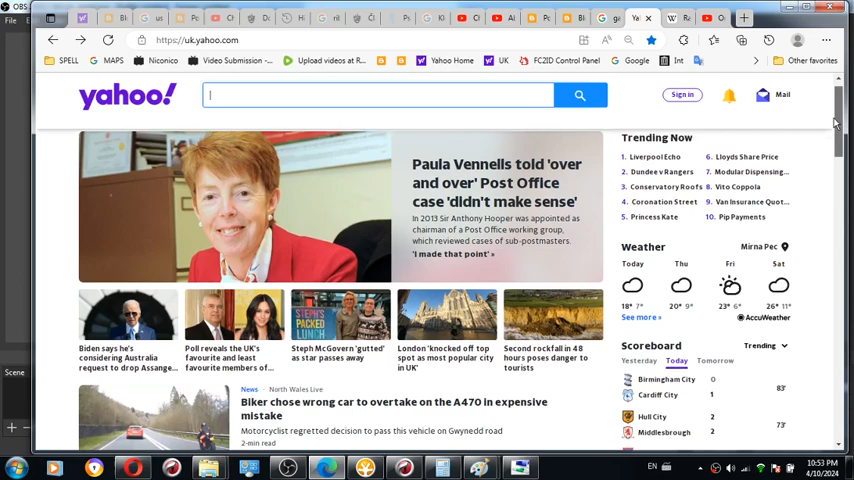 OBS
File
https://uk.yahoo.com
SPELL
MAPS
Niconico
Video Submission -...
Upload videos at R...
Yahoo Home
UK
FC2ID Control Panel
Google
Int
Other favorites
yahoo!
Sign in
Mail
Paula Vennells told 'over
and over' Post Office
case 'didn't make sense'
In 2013 Sir Anthony Hooper was appointed as
chairman of a Post Office working group,
which reviewed cases of sub-postmasters.
'I made that point' »
Trending Now
1. Liverpool Echo
6. Lloyds Share Price
2. Dundee v Rangers
7. Modular Dispensing...
3. Conservatory Roofs
8. Vito Coppola
4. Coronation Street
9. Van Insurance Quot...
5. Princess Kate
10. Pip Payments
Weather
Mirna Pec
Today
Thu
Fri
Sat
18° 7°
20° 9°
23° 6°
26° 11°
See more »
AccuWeather
STEPH'S
PACKED
LUNCH
Biden says he's
considering Australia
request to drop Assange...
Poll reveals the UK's
favourite and least
favourite members of...
Steph McGovern 'gutted'
as star passes away
London 'knocked off top
spot as most popular city
in UK'
Second rockfall in 48
hours poses danger to
tourists
Scoreboard
Trending
Yesterday
Today
Tomorrow
Birmingham City 0
Cardiff City 1
83'
Hull City 2
Middlesbrough 2
73'
News · North Wales Live
Biker chose wrong car to overtake on the A470 in expensive
mistake
Motorcylist regretted decision to pass this vehicle on Gwynedd road
2-min read
Scene
EN
10:53 PM
4/10/2024